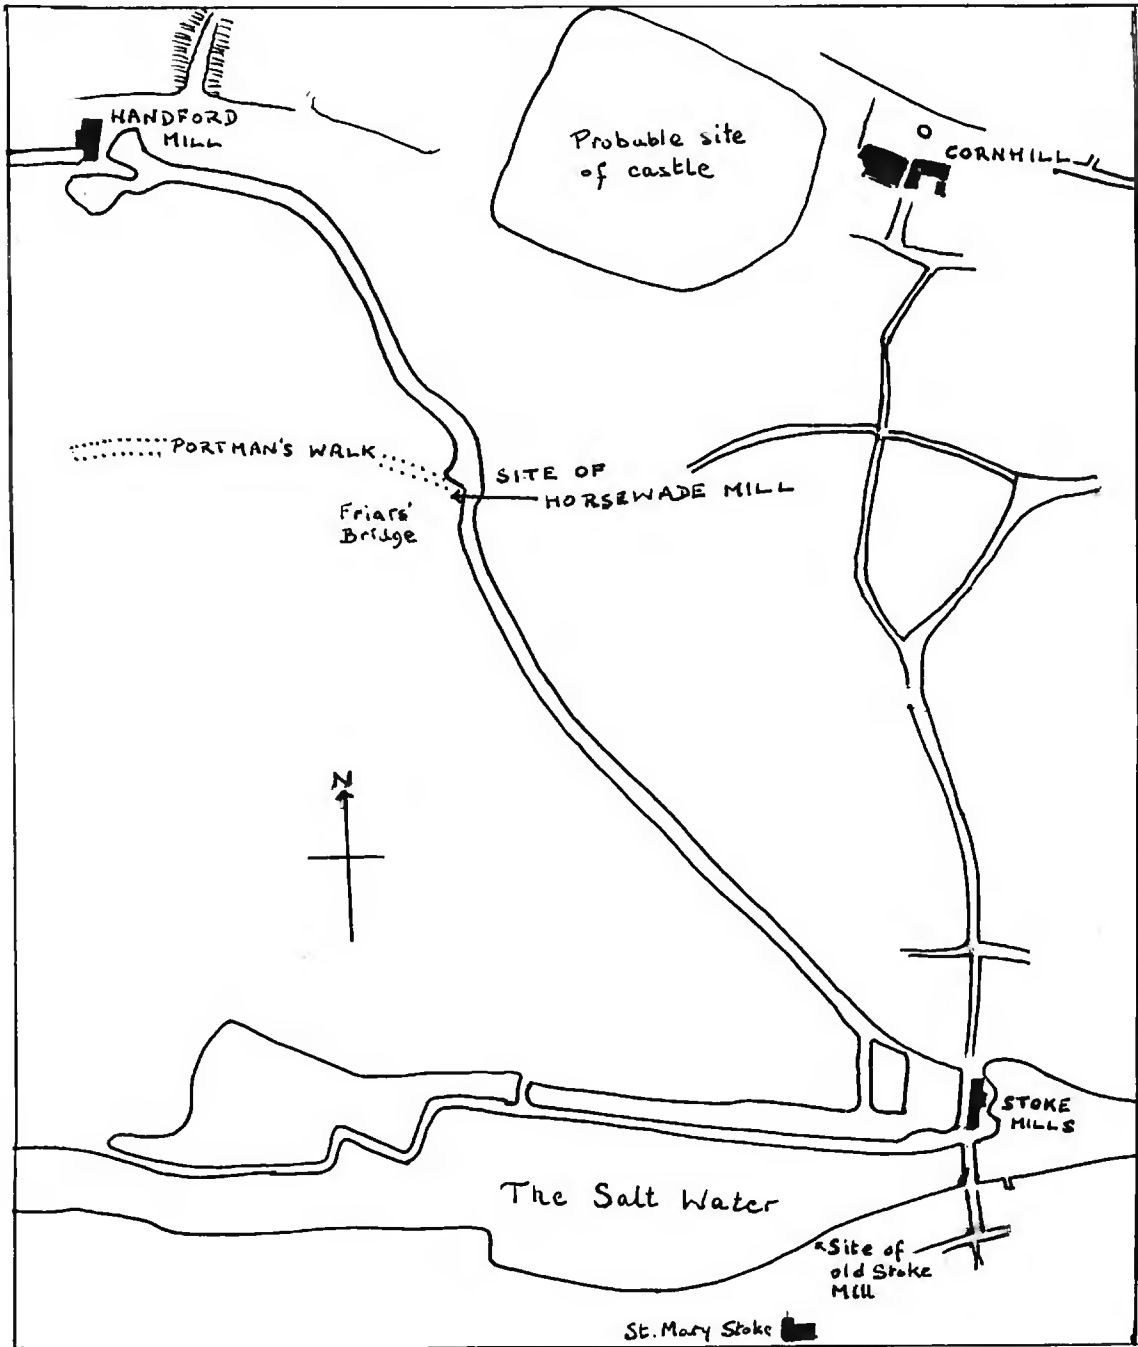 HANDFORD
MILL
Probable site
of castle
CORNHILL
PORTMAN'S WALK
SITE OF
HORSEWADE MILL
Friars'
Bridge
N
STOKE
MILLS
The Salt Water
Site of
old Stoke
Mill
St. Mary Stoke